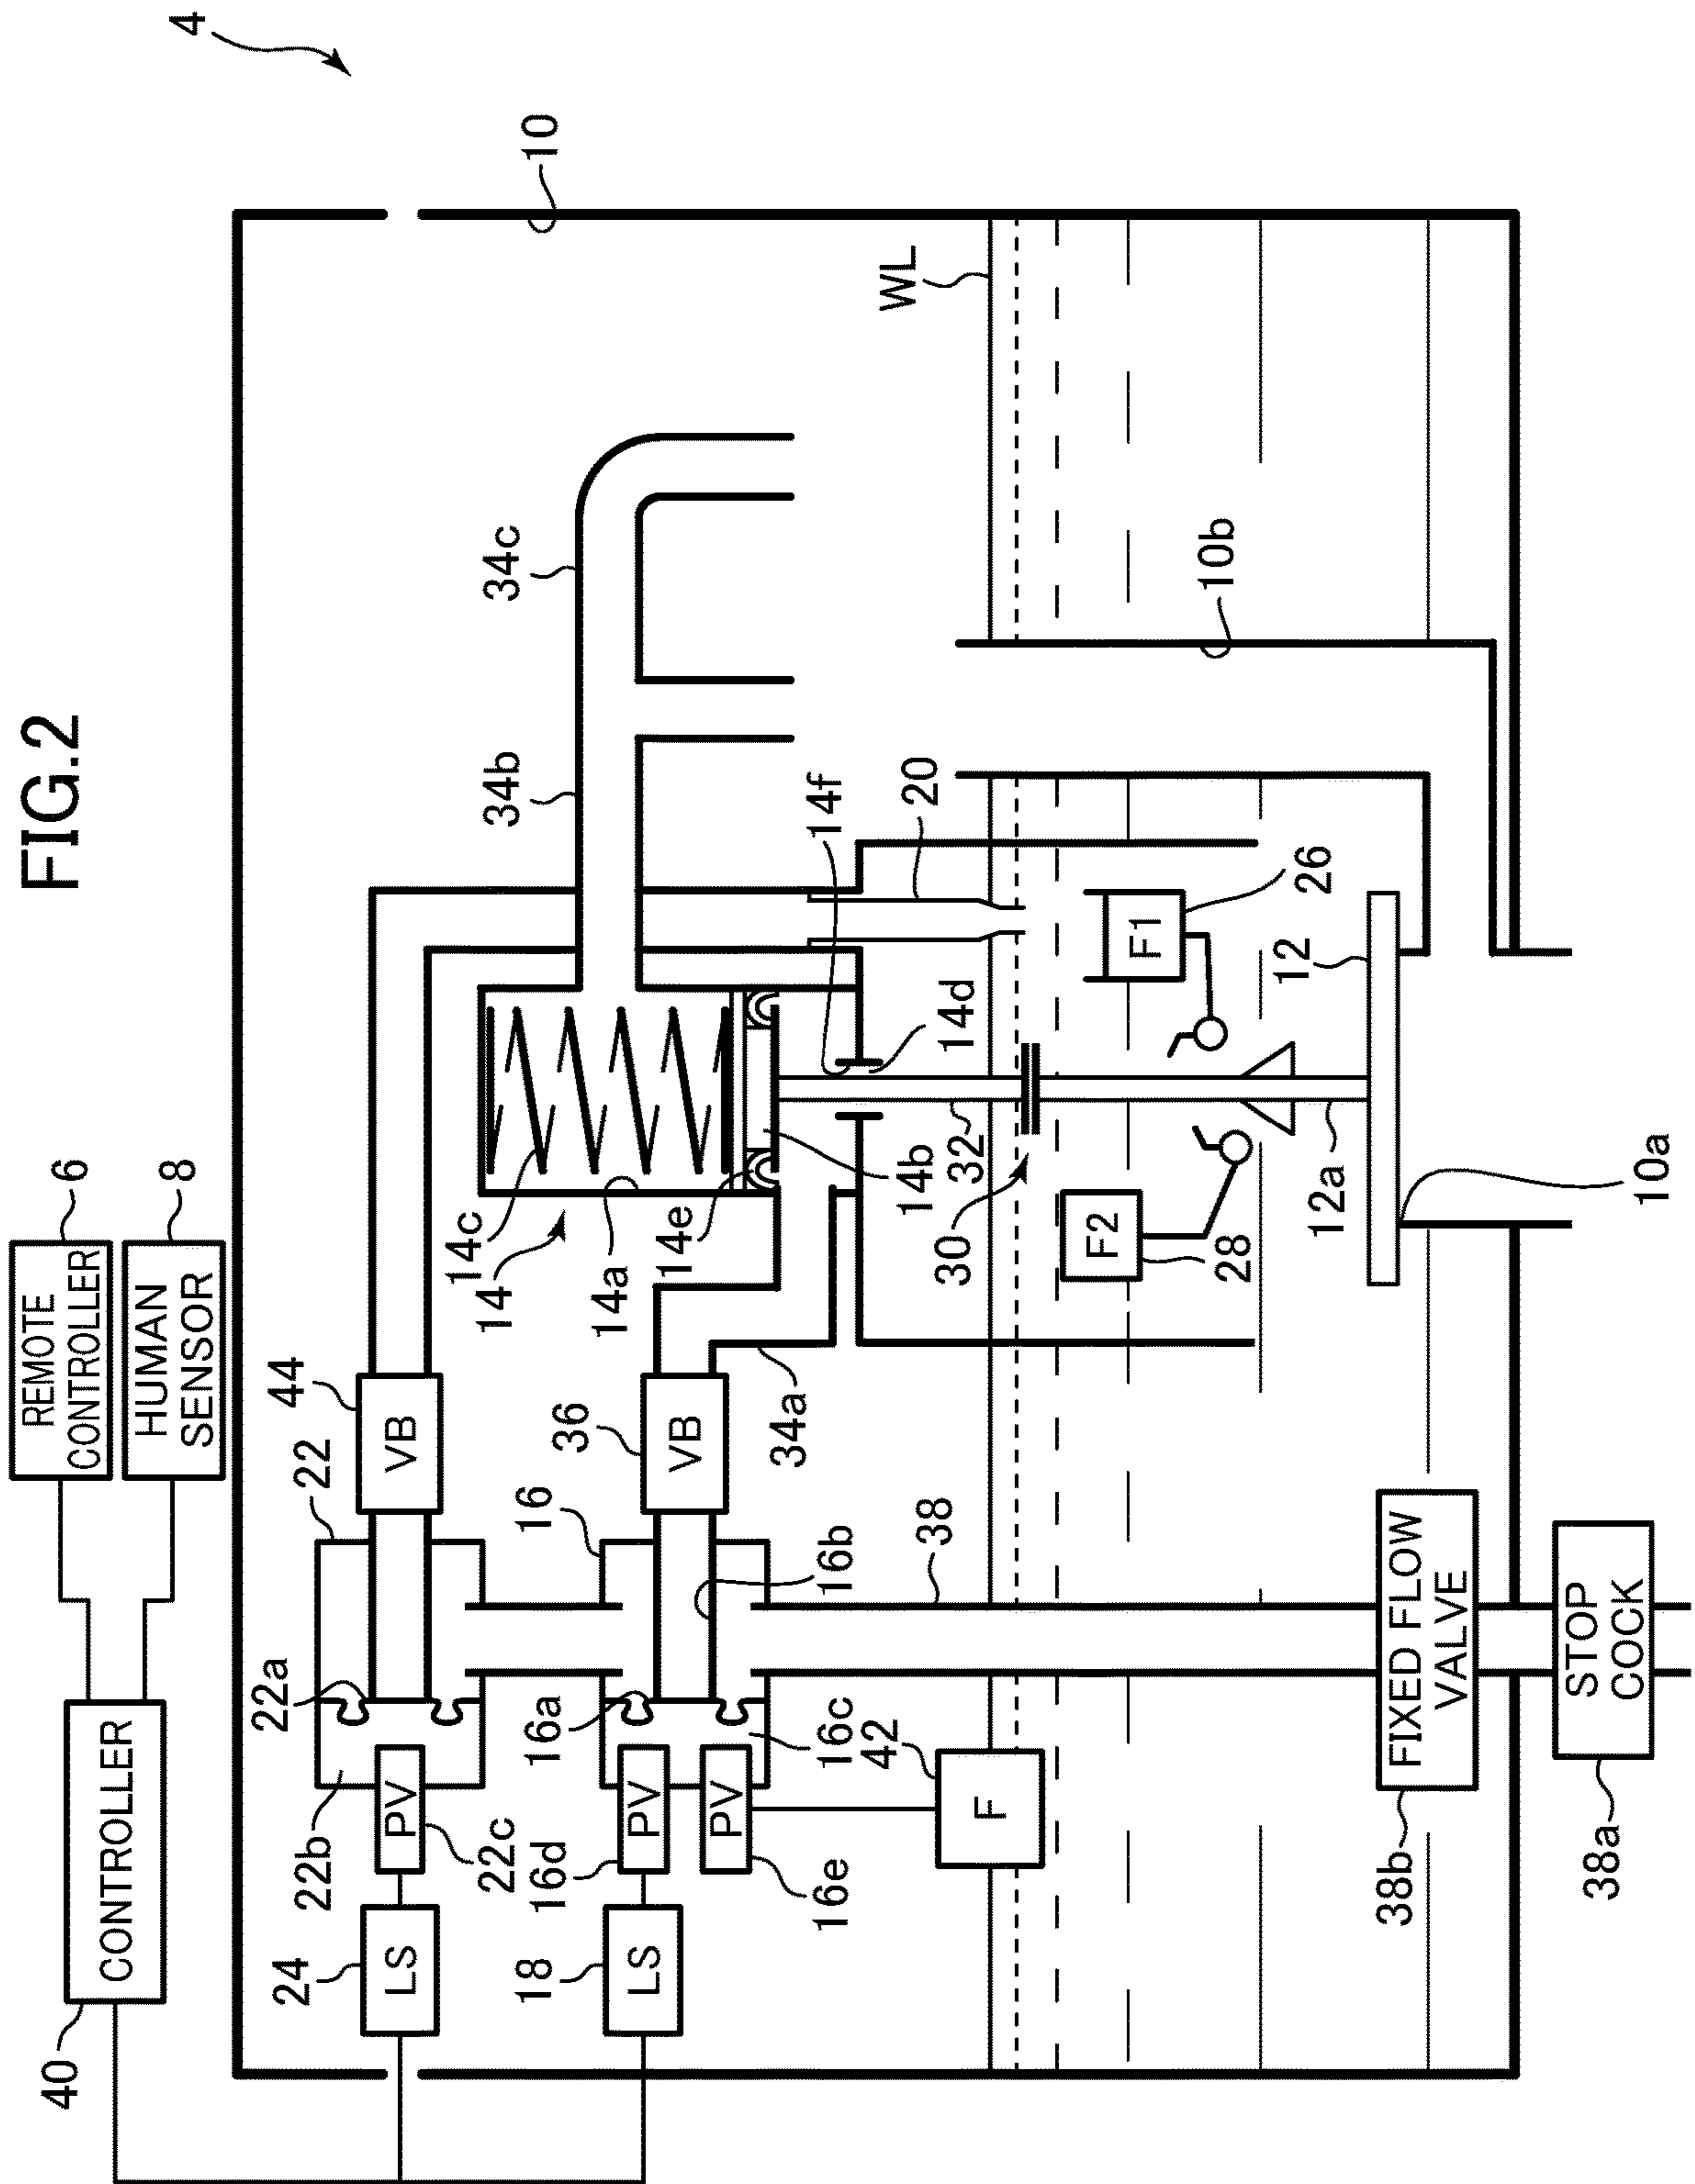 FIG.2
4
REMOTE
CONTROLLER
6
HUMAN
SENSOR
8
CONTROLLER
40
10
22
44
VB
22a
22b
PV
22c
24
LS
14c
14
14a
14e
14b
34b
34c
16
36
VB
16a
16b
16c
PV
16d
PV
16e
18
LS
34a
14f
14d
20
WL
42
F
38
30
32
F1
26
F2
28
12
12a
10a
10b
FIXED FLOW
VALVE
38b
STOP
COCK
38a